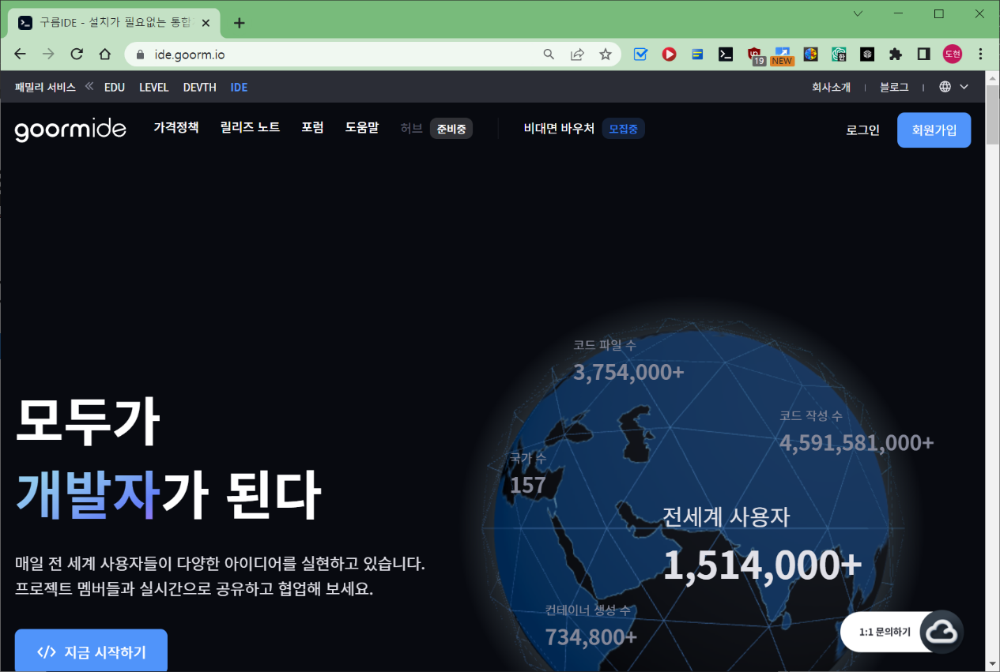 구름IDE - 설치가 필요없는 통합
ide.goorm.io
19
NEW
한
도현
패밀리 서비스 EDU LEVEL DEVTH IDE
회사소개 블로그
goormide 가격정책 릴리즈 노트 포럼 도움말 허브 준비중 비대면 바우처 모집중
로그인 회원가입
코드 파일 수
3,754,000+
코드 작성 수
4,591,581,000+
국가 수
157
전세계 사용자
1,514,000+
컨테이너 생성 수
734,800+
모두가
개발자가 된다
매일 전 세계 사용자들이 다양한 아이디어를 실현하고 있습니다.
프로젝트 멤버들과 실시간으로 공유하고 협업해 보세요.
</> 지금 시작하기
1:1 문의하기